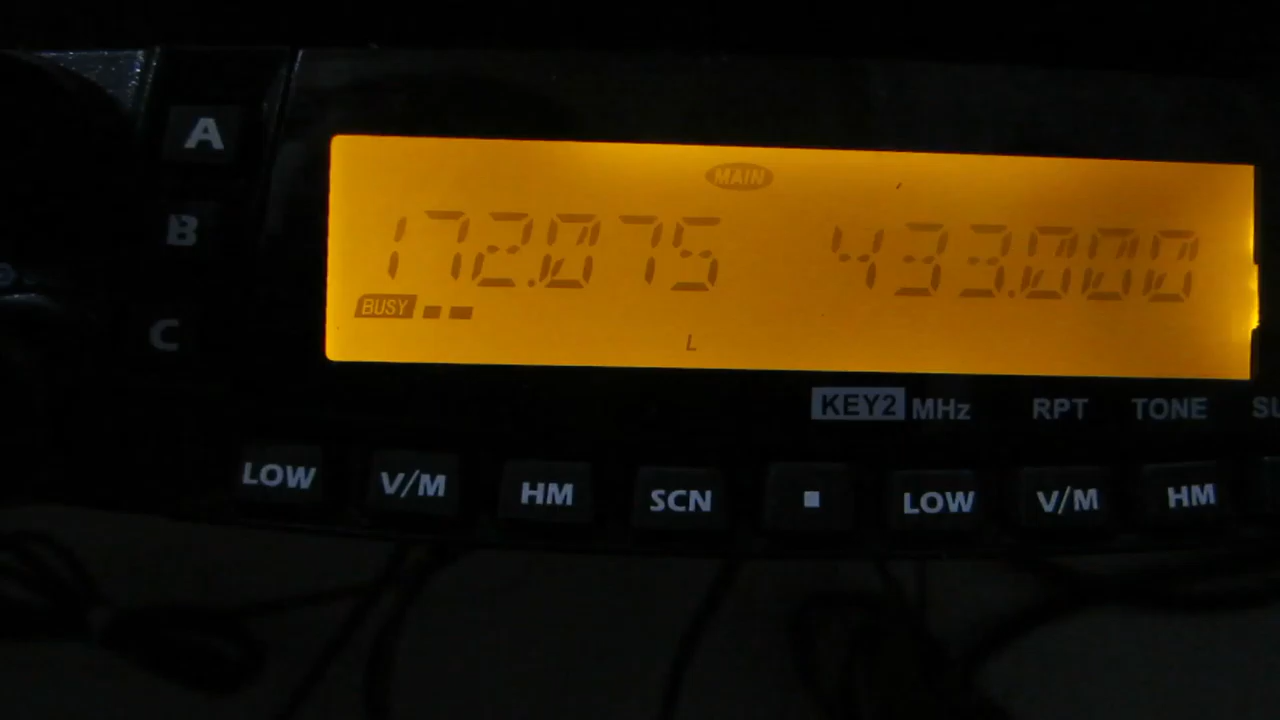 A
MAIN
B
172.075 433.000
BUSY
C
L
KEY2 MHz RPT TONE
LOW V/M HM SCN ■ LOW V/M HM